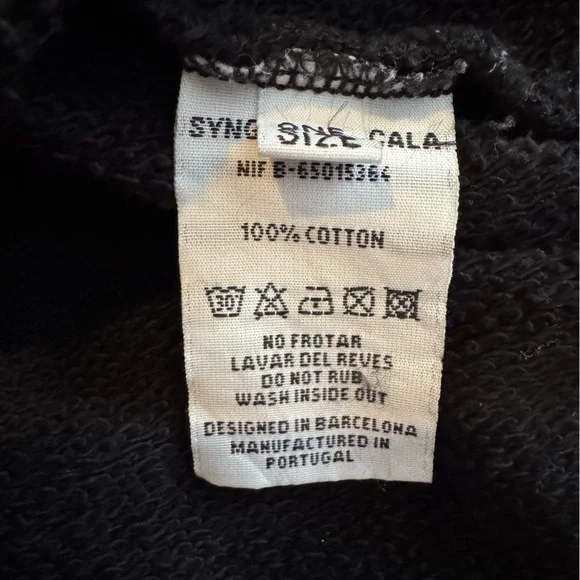 SYNG
SIZE
GALA
NIF B-65015364
100% COTTON
30°
NO FROTAR
LAVAR DEL REVES
DO NOT RUB
WASH INSIDE OUT
DESIGNED IN BARCELONA
MANUFACTURED IN
PORTUGAL